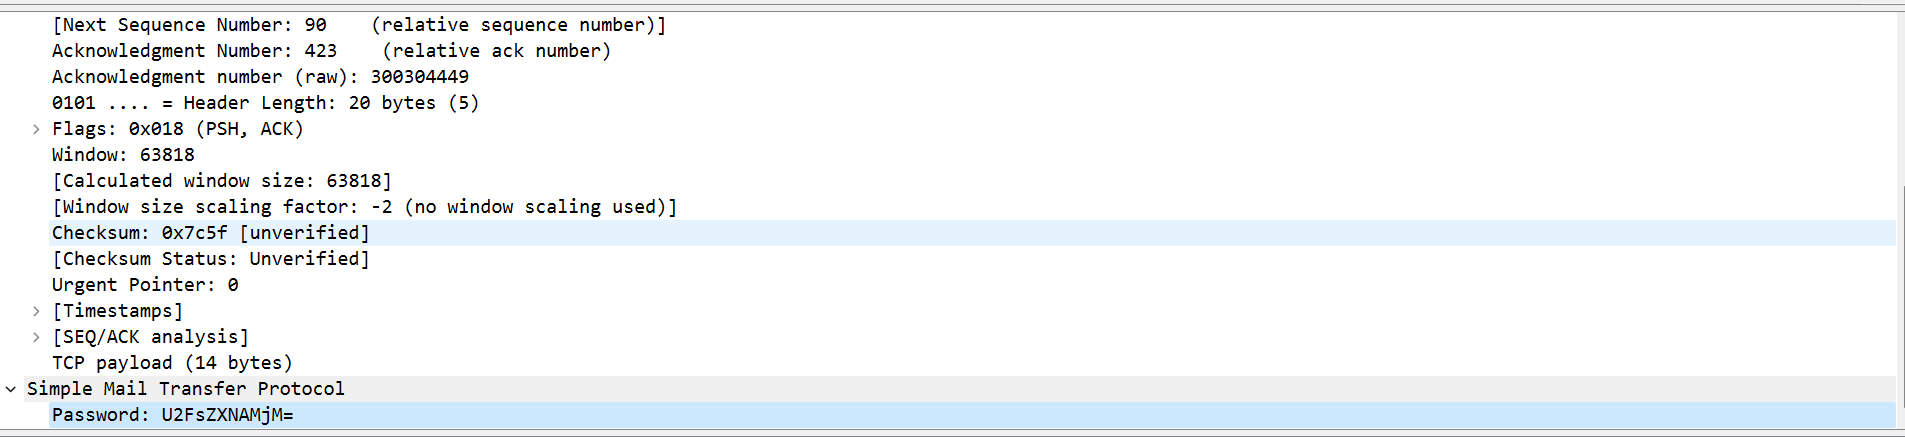 [Next Sequence Number: 90    (relative sequence number)]
Acknowledgment Number: 423    (relative ack number)
Acknowledgment number (raw): 300304449
0101 .... = Header Length: 20 bytes (5)
Flags: 0x018 (PSH, ACK)
Window: 63818
[Calculated window size: 63818]
[Window size scaling factor: -2 (no window scaling used)]
Checksum: 0x7c5f [unverified]
[Checksum Status: Unverified]
Urgent Pointer: 0
[Timestamps]
[SEQ/ACK analysis]
TCP payload (14 bytes)
Simple Mail Transfer Protocol
Password: U2FsZXNAMjM=